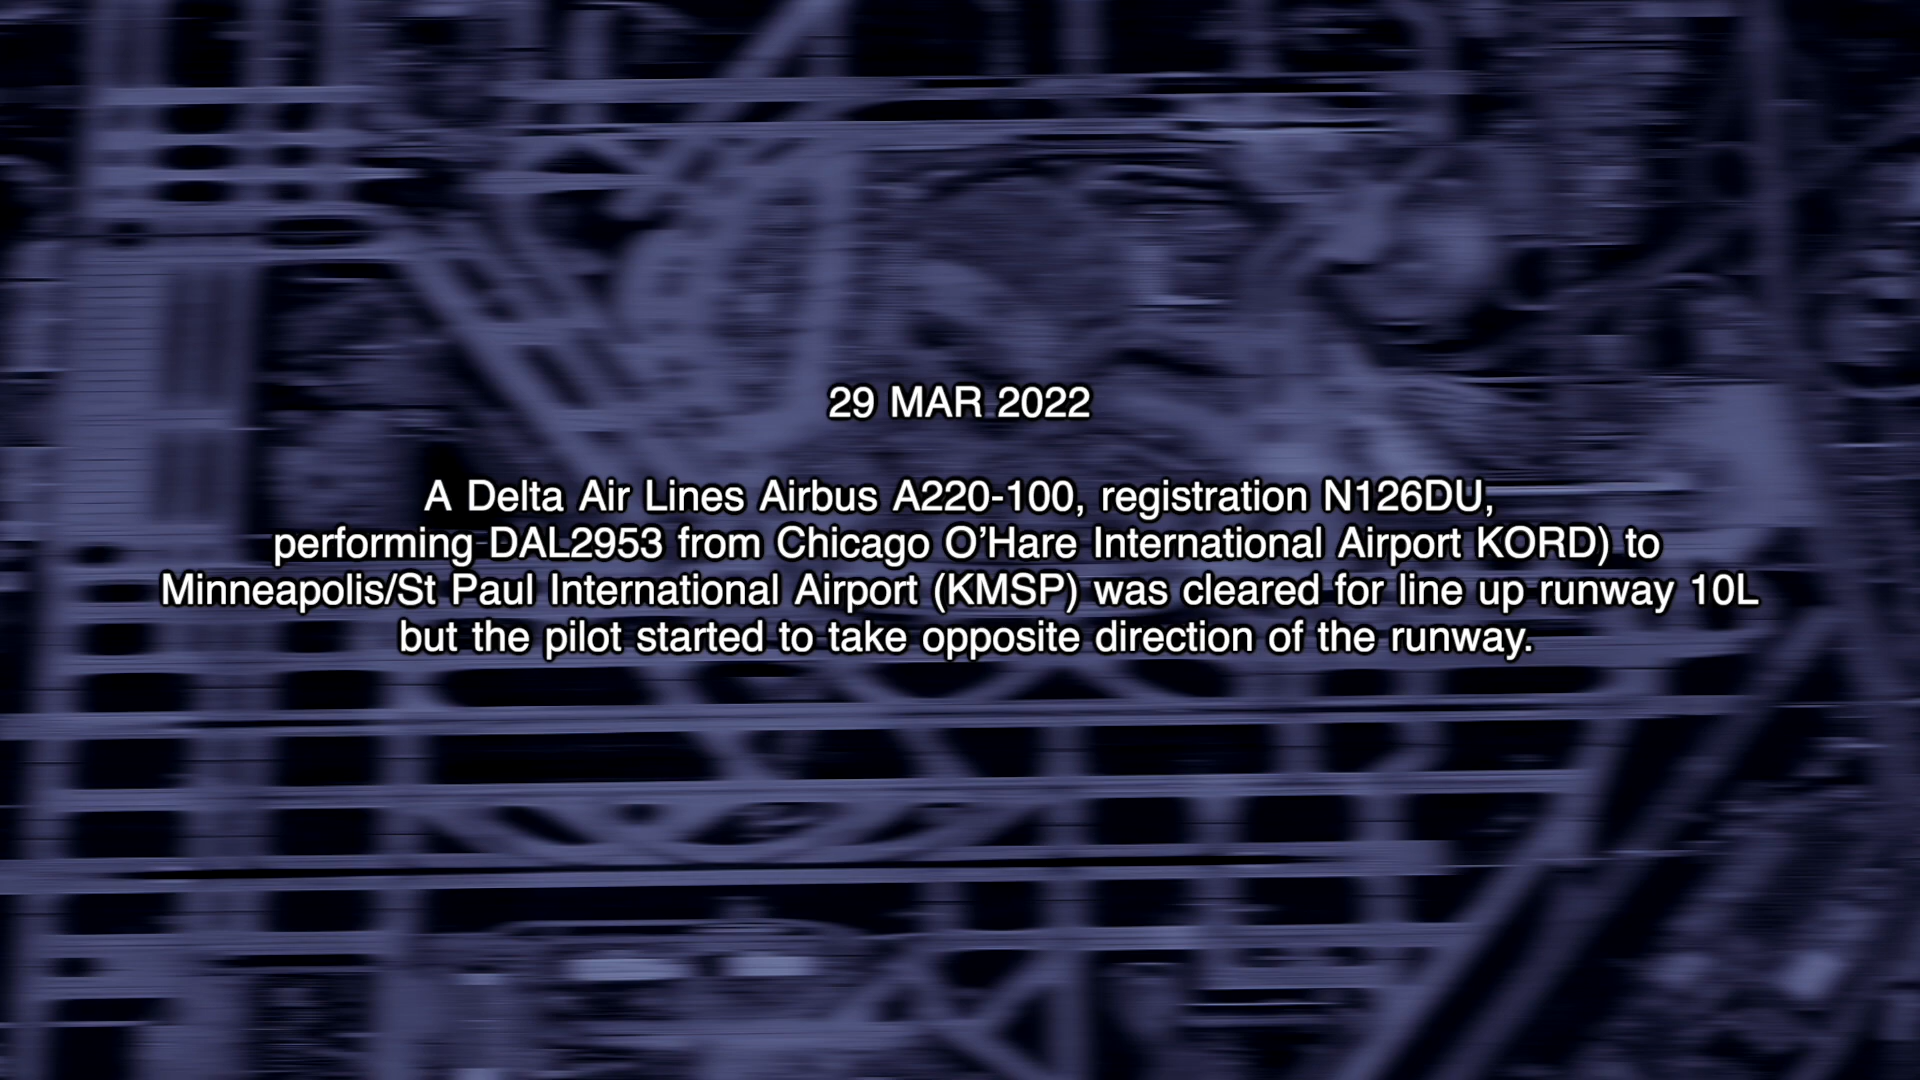 29 MAR 2022
A Delta Air Lines Airbus A220-100, registration N126DU,
performing DAL2953 from Chicago O’Hare International Airport KORD) to
Minneapolis/St Paul International Airport (KMSP) was cleared for line up runway 10L
but the pilot started to take opposite direction of the runway.